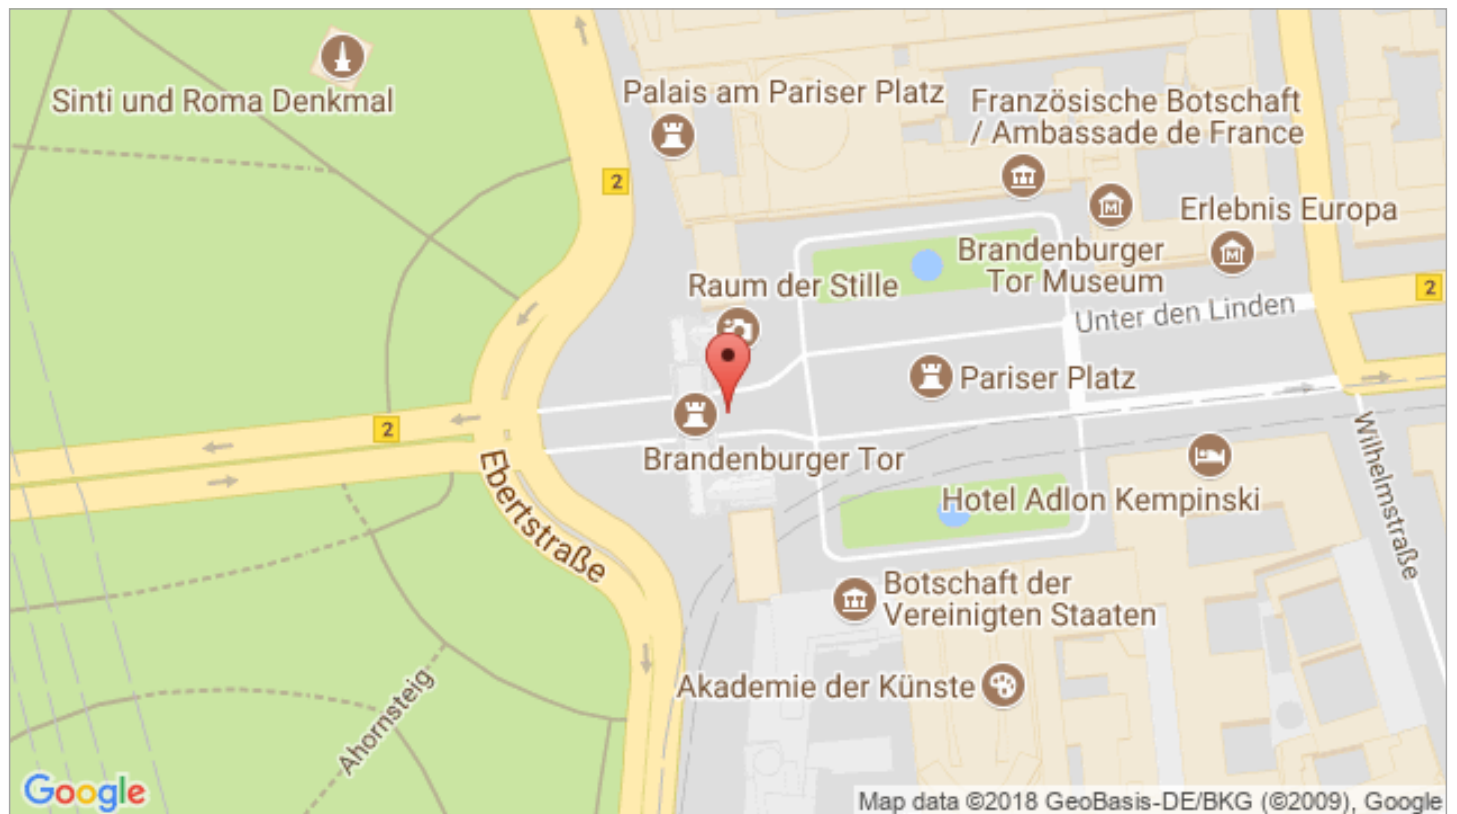 Sinti und Roma Denkmal
Palais am Pariser Platz
Französische Botschaft
/ Ambassade de France
2
Erlebnis Europa
Brandenburger
Tor Museum
Raum der Stille
2
Unter den Linden
Pariser Platz
2
Brandenburger Tor
Ebertstraße
Wilhelmstraße
Hotel Adlon Kempinski
Botschaft der
Vereinigten Staaten
Akademie der Künste
Ahornsteig
Google
Map data ©2018 GeoBasis-DE/BKG (©2009), Google